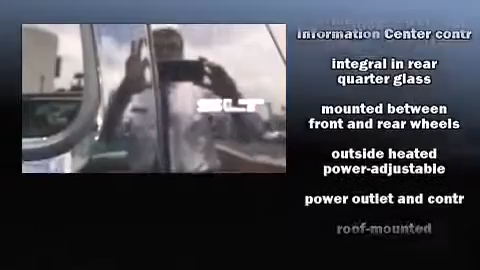 SLT
Information Center contr
integral in rear
quarter glass
mounted between
front and rear wheels
outside heated
power-adjustable
power outlet and contr
roof-mounted